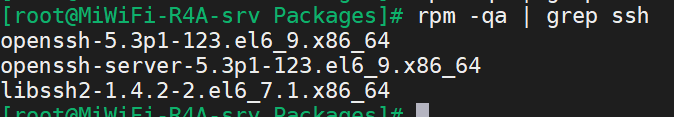 [root@MiWiFi-R4A-srv Packages]# rpm -qa | grep ssh
openssh-5.3p1-123.el6_9.x86_64
openssh-server-5.3p1-123.el6_9.x86_64
libssh2-1.4.2-2.el6_7.1.x86_64
[root@MiWiFi-R4A-srv Packages]#